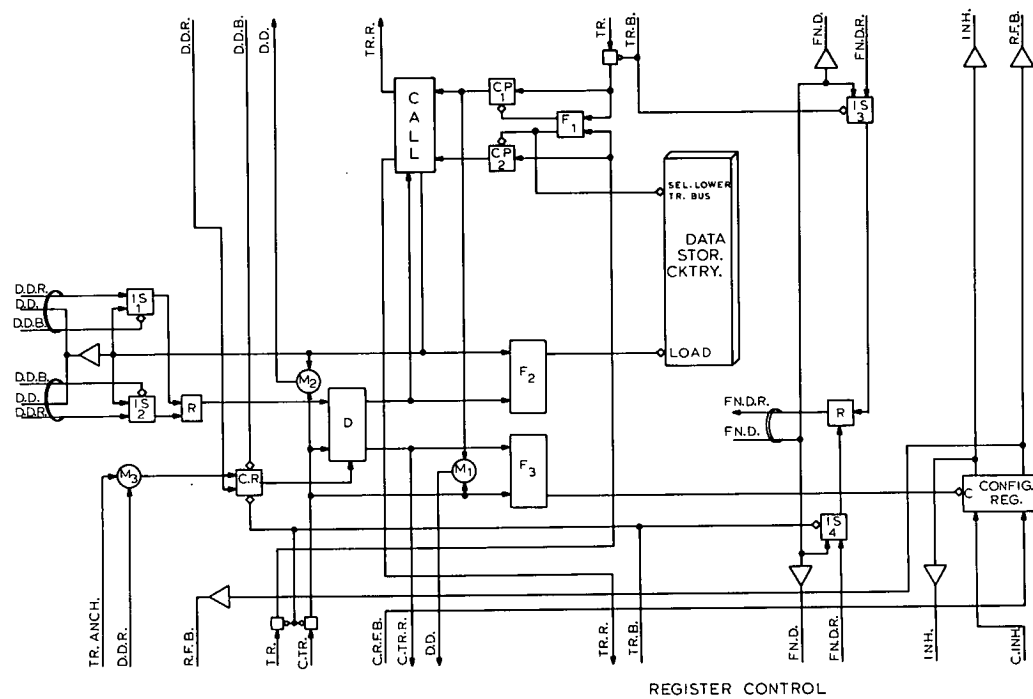 D.D.R.
D.D.B.
D.D.
TR.R.
TR.
TR.B.
FN.D.
FN.D.R.
INH.
R.F.B.
CALL
CP
1
CP
2
F1
IS
3
SEL.LOWER
TR. BUS
DATA
STOR.
CKTRY.
LOAD
D.D.R.
D.D.
D.D.B.
IS
1
D.D.B.
D.D.
D.D.R.
IS
2
R
M2
D
F2
F3
M1
M3
C.R
FN.D.R.
FN.D.
R
IS
4
C
CONFIG.
REG.
TR.ANCH.
D.D.R.
R.F.B.
T.R.
C.TR.
C.R.F.B.
C.TR.R.
D.D.
TR.R.
TR.B.
FN.D.
FN.D.R.
INH.
C.INH.
REGISTER CONTROL